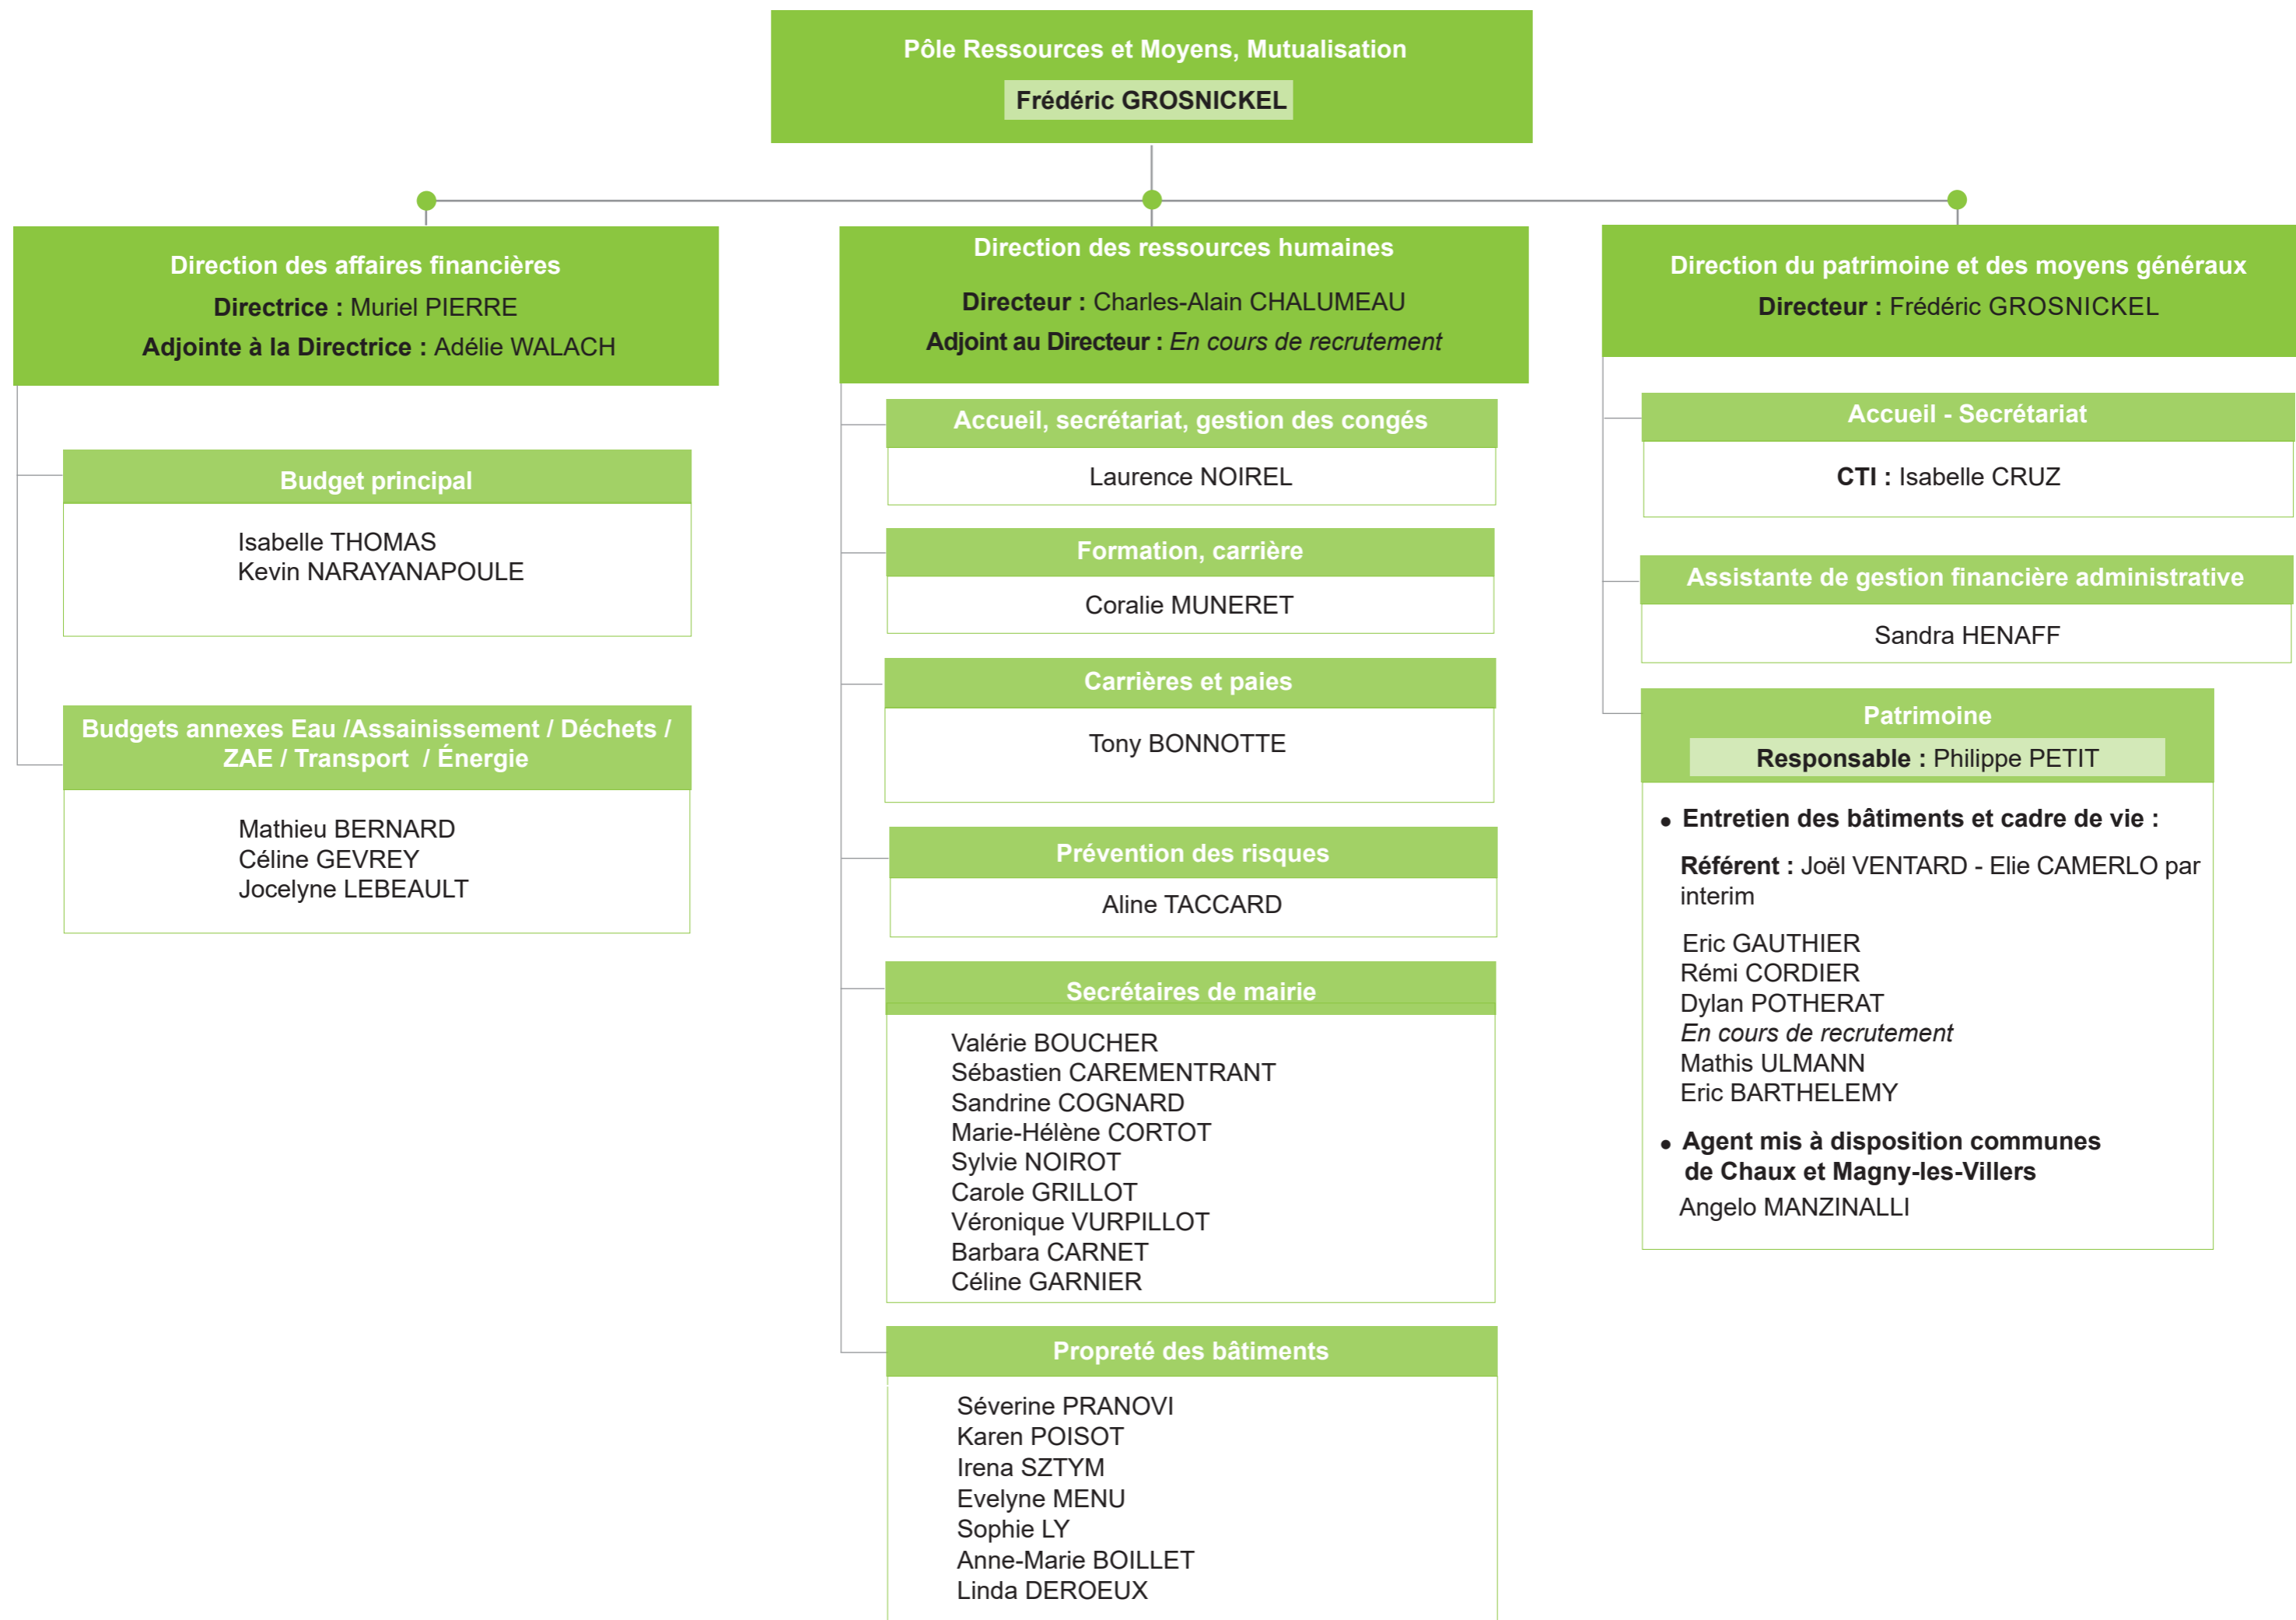 Pôle Ressources et Moyens, Mutualisation
Frédéric GROSNICKEL
Direction des affaires financières
Directrice : Muriel PIERRE
Adjointe à la Directrice : Adélie WALACH
Budget principal
Isabelle THOMAS
Kevin NARAYANAPOULE
Budgets annexes Eau /Assainissement / Déchets /
ZAE / Transport / Énergie
Mathieu BERNARD
Céline GEVREY
Jocelyne LEBEAULT
Direction des ressources humaines
Directeur : Charles-Alain CHALUMEAU
Adjoint au Directeur : En cours de recrutement
Accueil, secrétariat, gestion des congés
Laurence NOIREL
Formation, carrière
Coralie MUNERET
Carrières et paies
Tony BONNOTTE
Prévention des risques
Aline TACCARD
Secrétaires de mairie
Valérie BOUCHER
Sébastien CAREMENTRANT
Sandrine COGNARD
Marie-Hélène CORTOT
Sylvie NOIROT
Carole GRILLOT
Véronique VURPILLOT
Barbara CARNET
Céline GARNIER
Propreté des bâtiments
Séverine PRANOVI
Karen POISOT
Irena SZTYM
Evelyne MENU
Sophie LY
Anne-Marie BOILLET
Linda DEROEUX
Direction du patrimoine et des moyens généraux
Directeur : Frédéric GROSNICKEL
Accueil - Secrétariat
CTI : Isabelle CRUZ
Assistante de gestion financière administrative
Sandra HENAFF
Patrimoine
Responsable : Philippe PETIT
• Entretien des bâtiments et cadre de vie :
Référent : Joël VENTARD - Elie CAMERLO par
interim
Eric GAUTHIER
Rémi CORDIER
Dylan POTHERAT
En cours de recrutement
Mathis ULMANN
Eric BARTHELEMY
• Agent mis à disposition communes
de Chaux et Magny-les-Villers
Angelo MANZINALLI